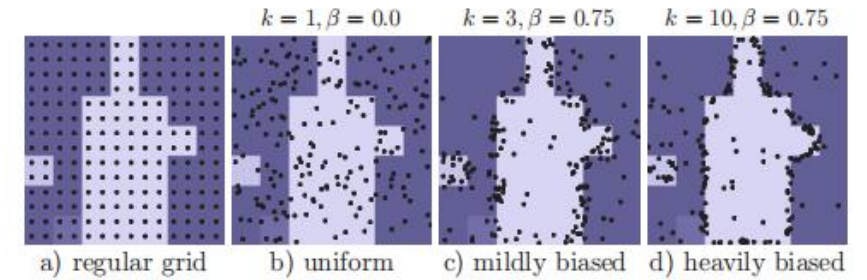 k = 1, β = 0.0
k = 3, β = 0.75
k = 10, β = 0.75
a) regular grid
b) uniform
c) mildly biased
d) heavily biased